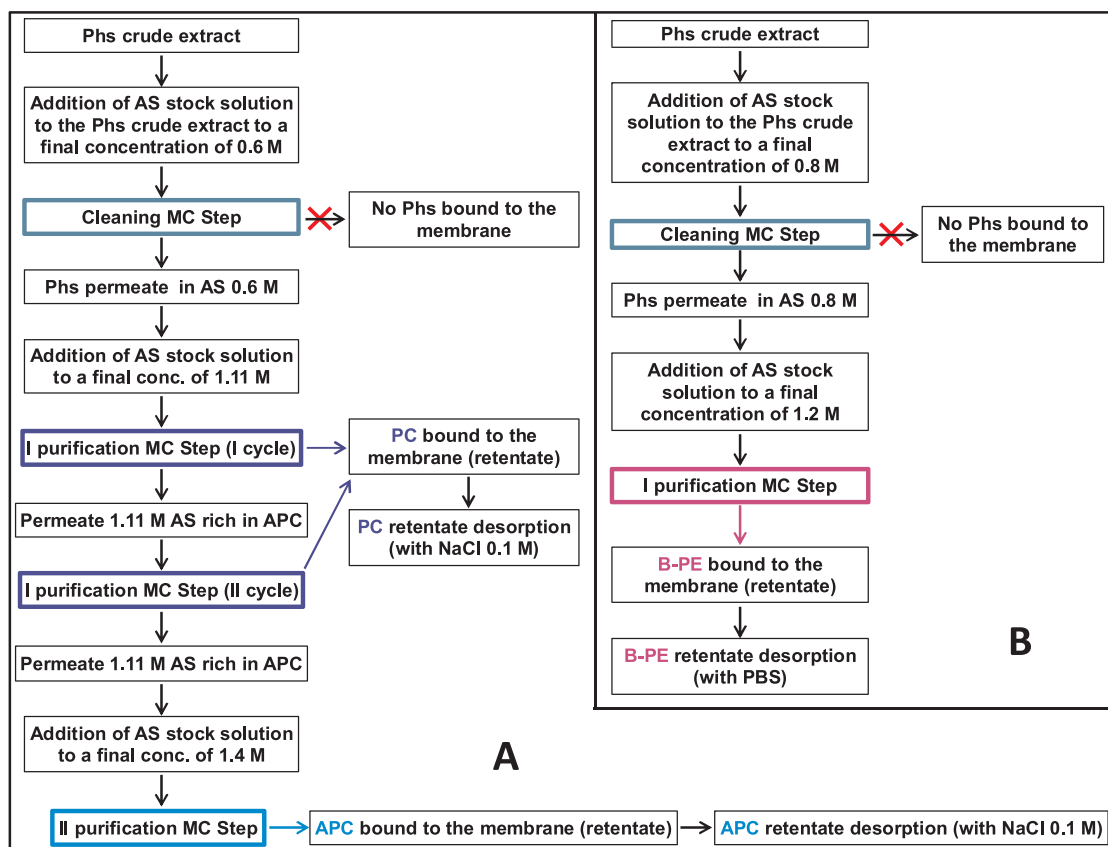 Phs crude extract
Addition of AS stock solution
to the Phs crude extract to a
final concentration of 0.6 M
Cleaning MC Step
No Phs bound to the
membrane
Phs permeate in AS 0.6 M
Addition of AS stock solution
to a final conc. of 1.11 M
I purification MC Step (I cycle)
PC bound to the
membrane (retentate)
Permeate 1.11 M AS rich in APC
PC retentate desorption
(with NaCl 0.1 M)
I purification MC Step (II cycle)
Permeate 1.11 M AS rich in APC
Addition of AS stock solution
to a final conc. of 1.4 M
A
II purification MC Step
APC bound to the membrane (retentate)
APC retentate desorption (with NaCl 0.1 M)
Phs crude extract
Addition of AS stock
solution to the Phs crude
extract to a final
concentration of 0.8 M
Cleaning MC Step
No Phs bound to
the membrane
Phs permeate in AS 0.8 M
Addition of AS stock
solution to a final
concentration of 1.2 M
I purification MC Step
B-PE bound to the
membrane (retentate)
B-PE retentate desorption
(with PBS)
B